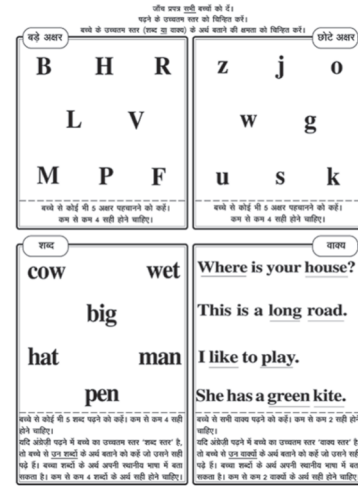 जाँच प्रपत्र सभी बच्चों को दें।
पढ़ने के उच्चतम स्तर को चिन्हित करें।
बच्चे के उच्चतम स्तर (शब्द या वाक्य) के अर्थ बताने की क्षमता को चिन्हित करें।
बड़े अक्षर
B H R
L V
M P F
बच्चे से कोई भी 5 अक्षर पहचानने को कहें।
कम से कम 4 सही होने चाहिए।
छोटे अक्षर
z j o
w g
u s k
बच्चे से कोई भी 5 अक्षर पहचानने को कहें।
कम से कम 4 सही होने चाहिए।
शब्द
cow wet
big
hat man
pen
बच्चे से कोई भी 5 शब्द पढ़ने को कहें। कम से कम 4 सही
होने चाहिए।
यदि अंग्रेज़ी पढ़ने में बच्चे का उच्चतम स्तर 'शब्द स्तर' है,
तो बच्चे से उन शब्दों के अर्थ बताने को कहें जो उसने सही
पढ़े हैं। बच्चा शब्दों के अर्थ अपनी स्थानीय भाषा में बता
सकता है। कम से कम 4 शब्दों के अर्थ सही होने चाहिए।
वाक्य
Where is your house?
This is a long road.
I like to play.
She has a green kite.
बच्चे से सभी वाक्य पढ़ने को कहें। कम से कम 2 सही होने
चाहिए।
यदि अंग्रेज़ी पढ़ने में बच्चे का उच्चतम स्तर 'वाक्य स्तर' है
तो बच्चे से उन वाक्यों के अर्थ बताने को कहें जो उसने सही
पढ़े हैं। बच्चा वाक्यों के अर्थ अपनी स्थानीय भाषा में बता
सकता है। कम से कम 2 वाक्यों के अर्थ सही होने चाहिए